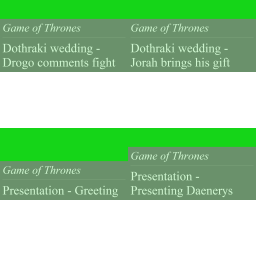 Game of Thrones
Dothraki wedding -
Drogo comments fight
Game of Thrones
Dothraki wedding -
Jorah brings his gift
Game of Thrones
Presentation - Greeting
Game of Thrones
Presentation -
Presenting Daenerys